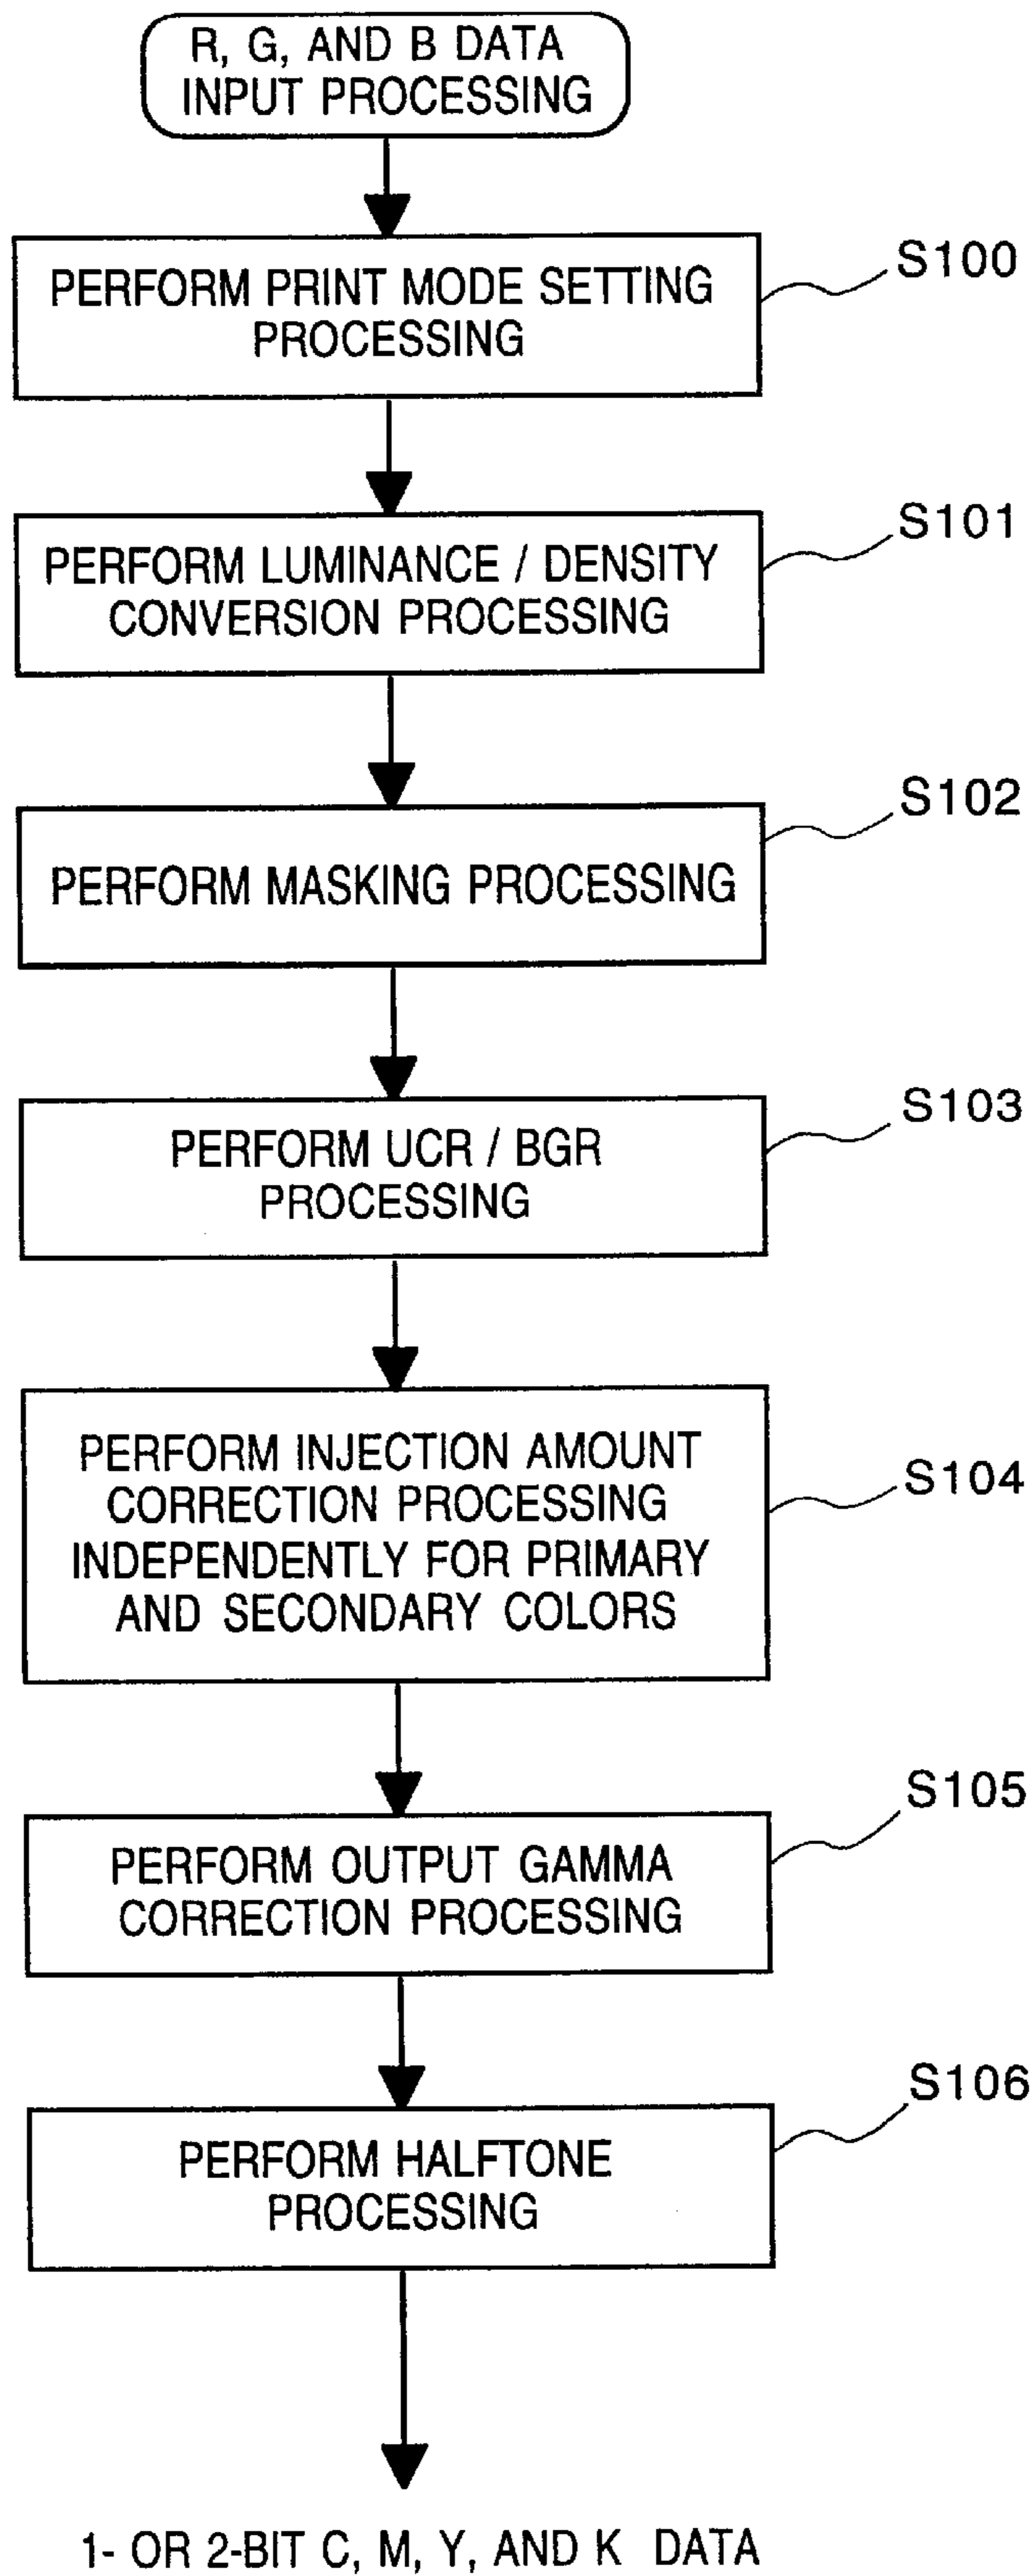 R, G, AND B DATA
INPUT PROCESSING
PERFORM PRINT MODE SETTING
PROCESSING
S100
PERFORM LUMINANCE / DENSITY
CONVERSION PROCESSING
S101
PERFORM MASKING PROCESSING
S102
PERFORM UCR / BGR
PROCESSING
S103
PERFORM INJECTION AMOUNT
CORRECTION PROCESSING
INDEPENDENTLY FOR PRIMARY
AND SECONDARY COLORS
S104
PERFORM OUTPUT GAMMA
CORRECTION PROCESSING
S105
PERFORM HALFTONE
PROCESSING
S106
1- OR 2-BIT C, M, Y, AND K DATA